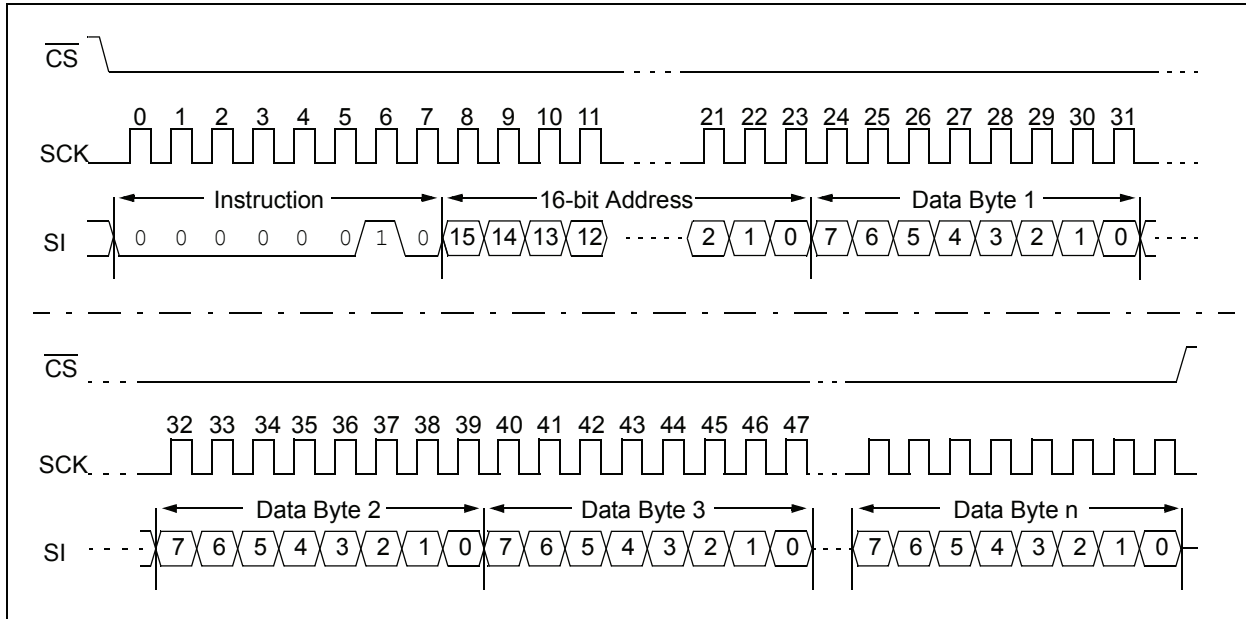 CS
0 1 2 3 4 5 6 7 8 9 10 11 21 22 23 24 25 26 27 28 29 30 31
SCK
Instruction 16-bit Address Data Byte 1
SI 0 0 0 0 0 0 1 0 15 14 13 12 2 1 0 7 6 5 4 3 2 1 0
CS
32 33 34 35 36 37 38 39 40 41 42 43 44 45 46 47
SCK
Data Byte 2 Data Byte 3 Data Byte n
SI 7 6 5 4 3 2 1 0 7 6 5 4 3 2 1 0 7 6 5 4 3 2 1 0